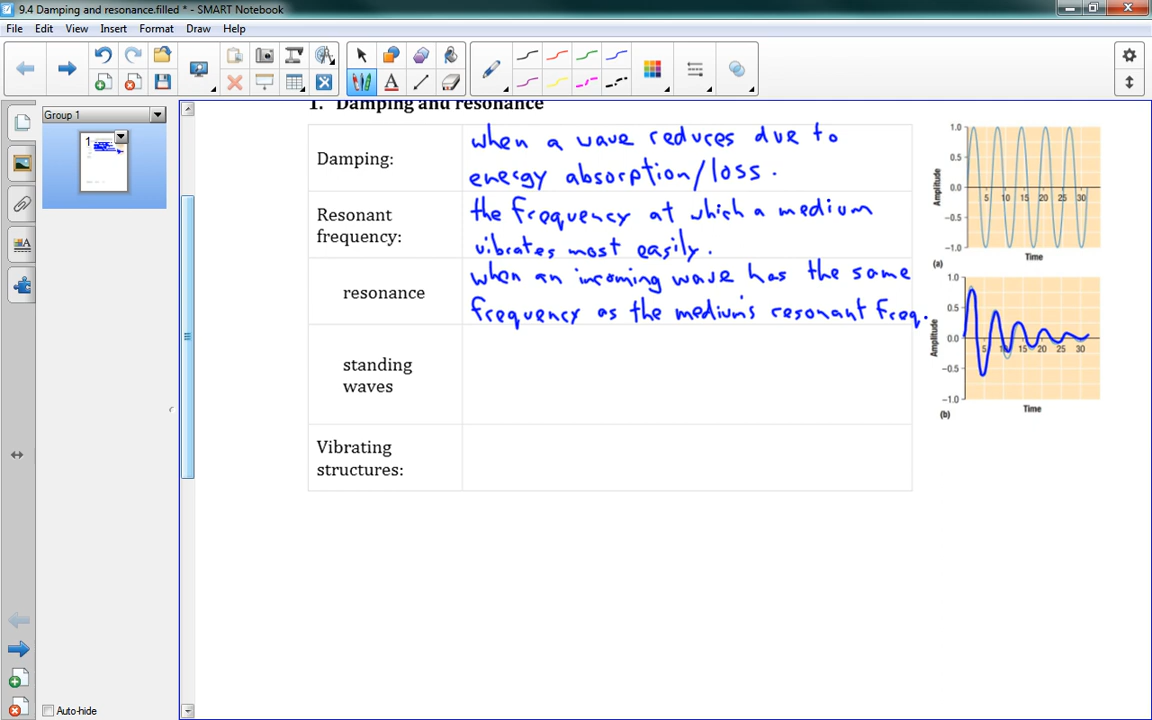 9.4 Damping and resonance.filled * - SMART Notebook
File Edit View Insert Format Draw Help
Group 1
1
1. Damping and resonance
Damping:
when a wave reduces due to
energy absorption/loss.
Resonant
frequency:
the frequency at which a medium
vibrates most easily.
resonance
when an incoming wave has the same
frequency as the medium's resonant freq.
standing
waves
Vibrating
structures:
1.0
0.5
0.0
-0.5
-1.0
Amplitude
5 10 15 20 25 30
Time
(a)
1.0
0.5
0.0
-0.5
-1.0
Amplitude
5 10 15 20 25 30
Time
(b)
Auto-hide